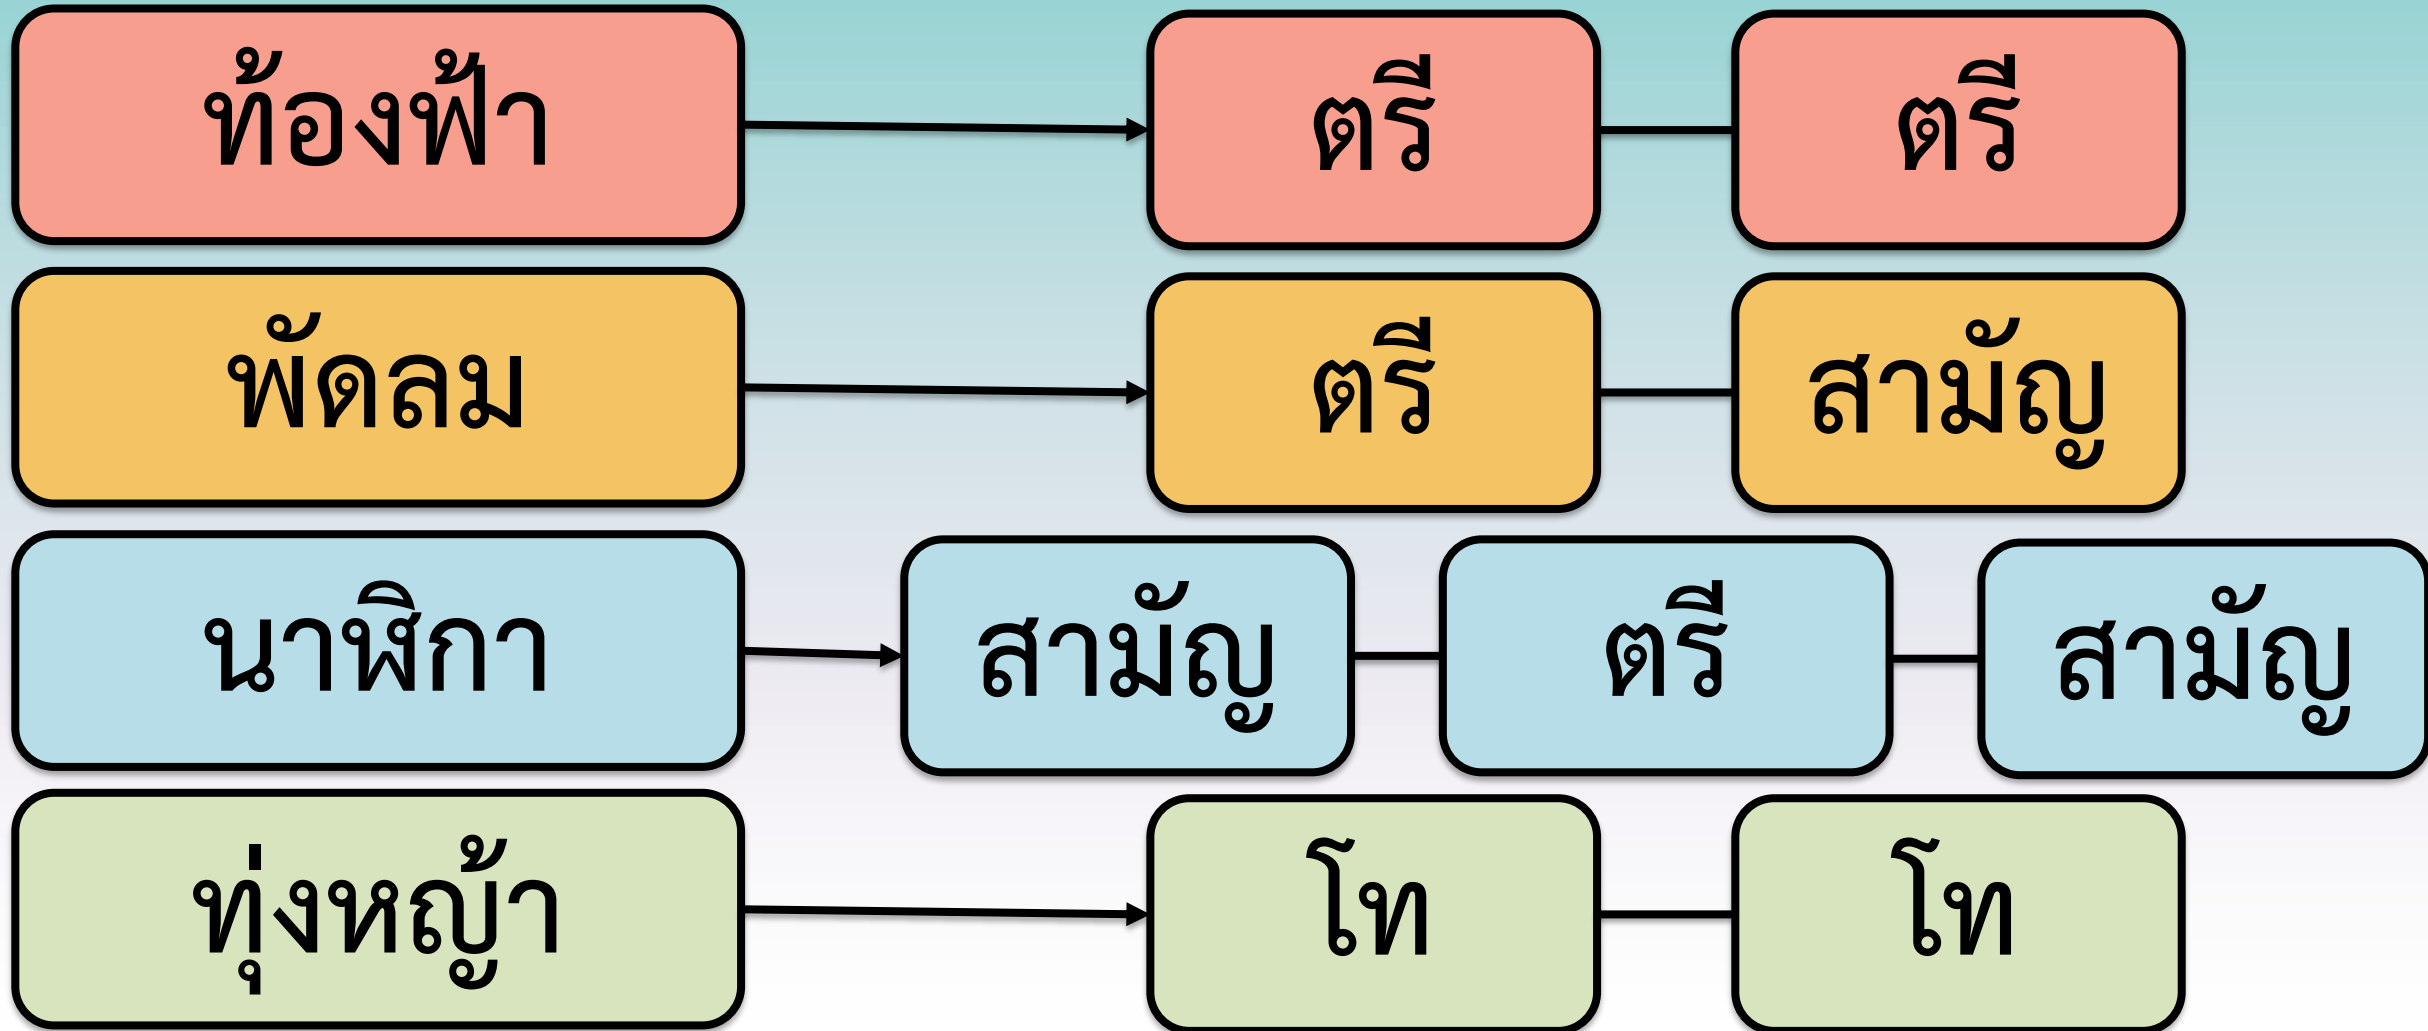 ท้องฟ้า ตรี ตรี
พัดลม ตรี สามัญ
นาฬิกา สามัญ ตรี สามัญ
ทุ่งหญ้า โท โท